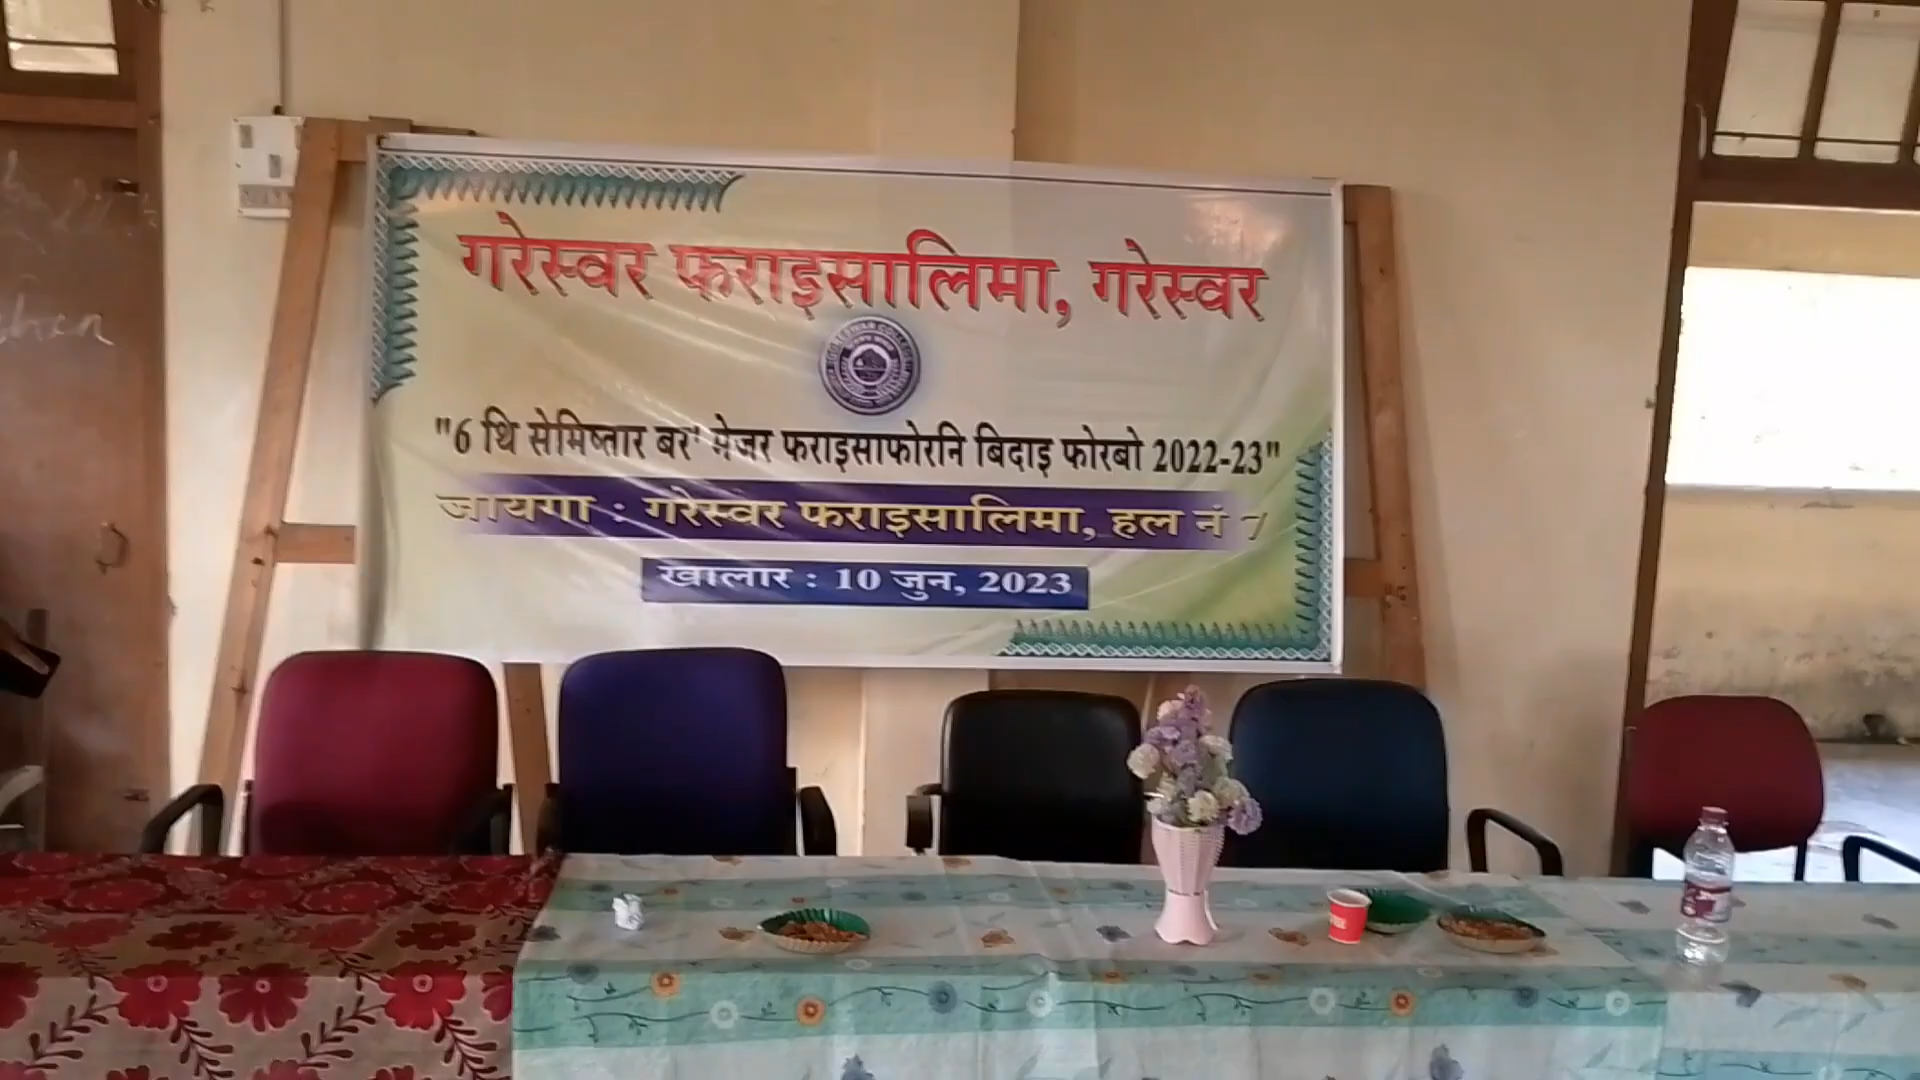 गरेस्वर फराइसालिमा, गरेस्वर
"6 थि सेमिष्तार बर' मेजर फराइसाफोरनि बिदाइ फोरबो 2022-23"
जायगा : गरेस्वर फराइसालिमा, हल नं 7
खालार : 10 जुन, 2023